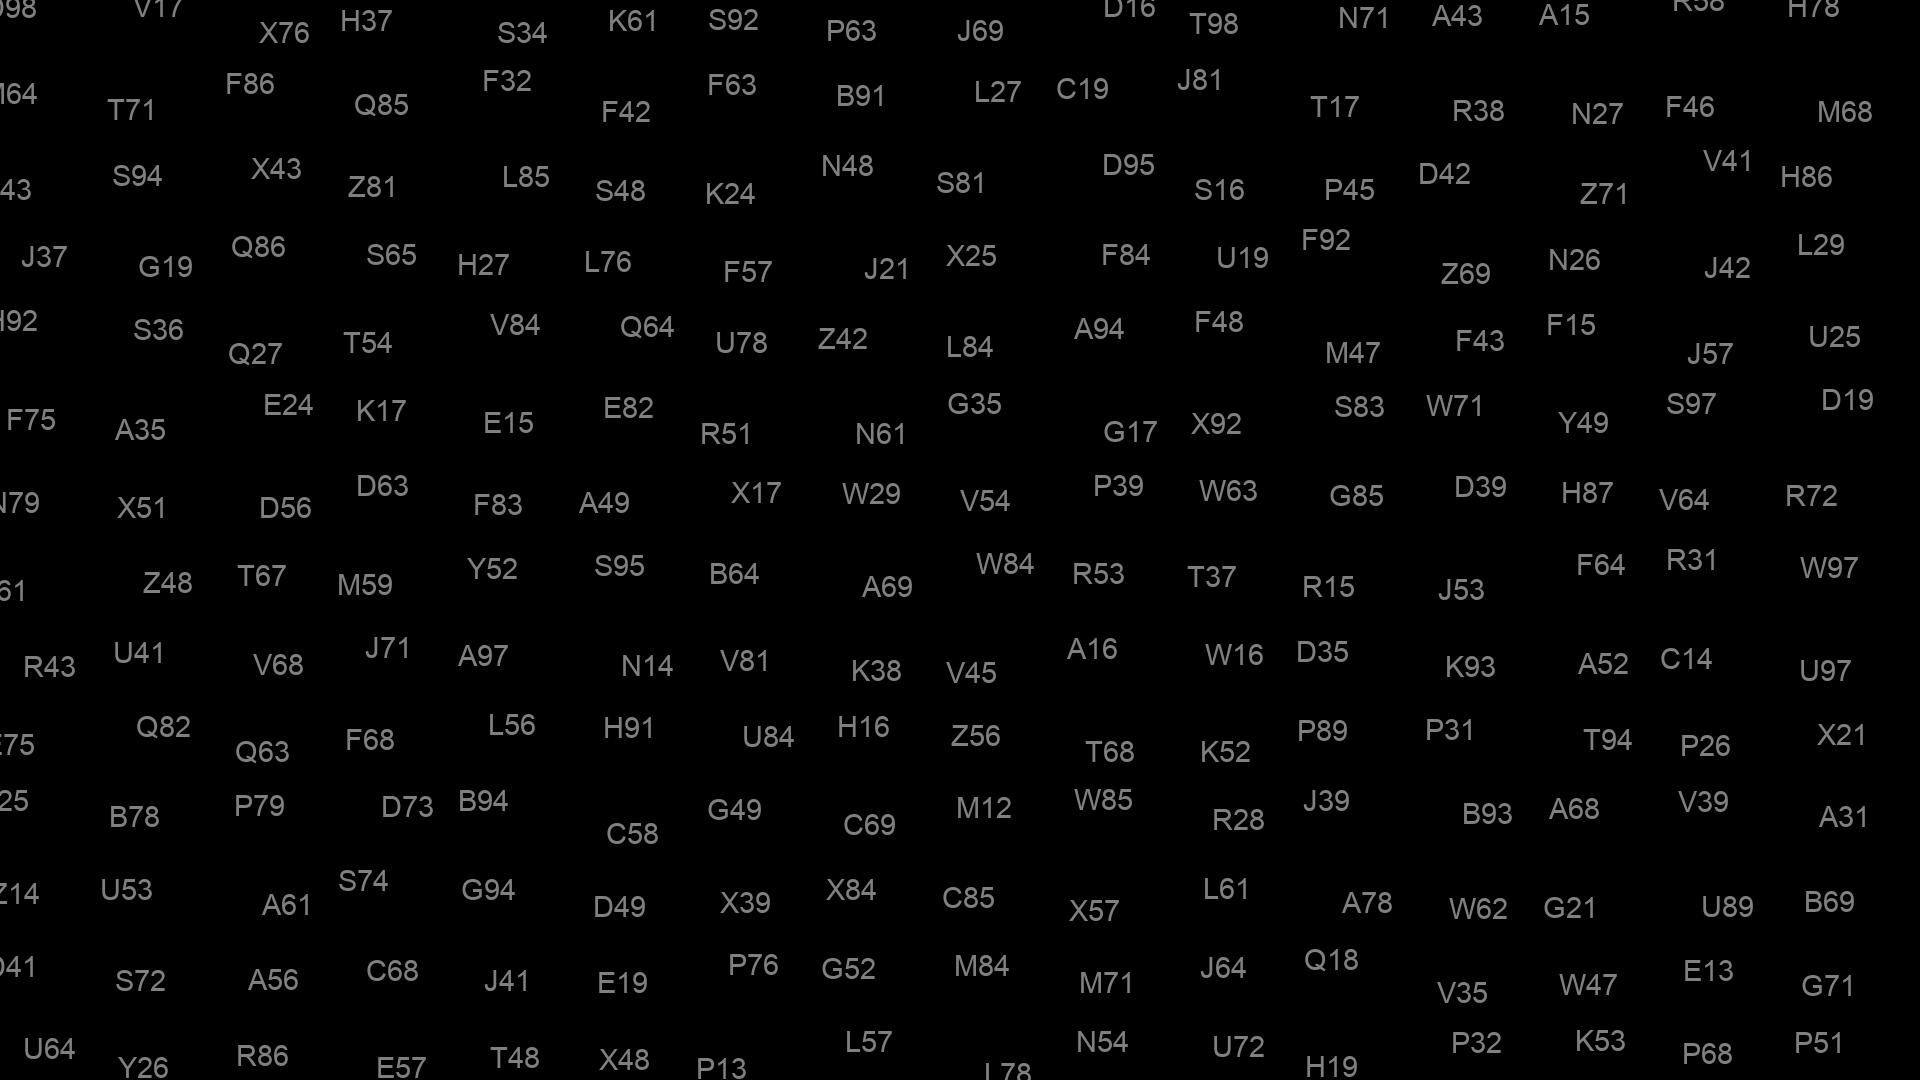 V17 X76 H37 S34 K61 S92 P63 J69 D16 T98 N71 A43 A15 R58 H78
T71 F86 Q85 F32 F42 F63 B91 L27 C19 J81 T17 R38 N27 F46 M68
S94 X43 Z81 L85 S48 K24 N48 S81 D95 S16 P45 D42 Z71 V41 H86
J37 G19 Q86 S65 H27 L76 F57 J21 X25 F84 U19 F92 Z69 N26 J42 L29
S36 Q27 T54 V84 Q64 U78 Z42 L84 A94 F48 M47 F43 F15 J57 U25
F75 A35 E24 K17 E15 E82 R51 N61 G35 G17 X92 S83 W71 Y49 S97 D19
X51 D56 D63 F83 A49 X17 W29 V54 P39 W63 G85 D39 H87 V64 R72
Z48 T67 M59 Y52 S95 B64 A69 W84 R53 T37 R15 J53 F64 R31 W97
R43 U41 V68 J71 A97 N14 V81 K38 V45 A16 W16 D35 K93 A52 C14 U97
Q82 Q63 F68 L56 H91 U84 H16 Z56 T68 K52 P89 P31 T94 P26 X21
B78 P79 D73 B94 C58 G49 C69 M12 W85 R28 J39 B93 A68 V39 A31
Z14 U53 A61 S74 G94 D49 X39 X84 C85 X57 L61 A78 W62 G21 U89 B69
S72 A56 C68 J41 E19 P76 G52 M84 M71 J64 Q18 V35 W47 E13 G71
U64 Y26 R86 E57 T48 X48 P13 L57 L78 N54 U72 H19 P32 K53 P68 P51